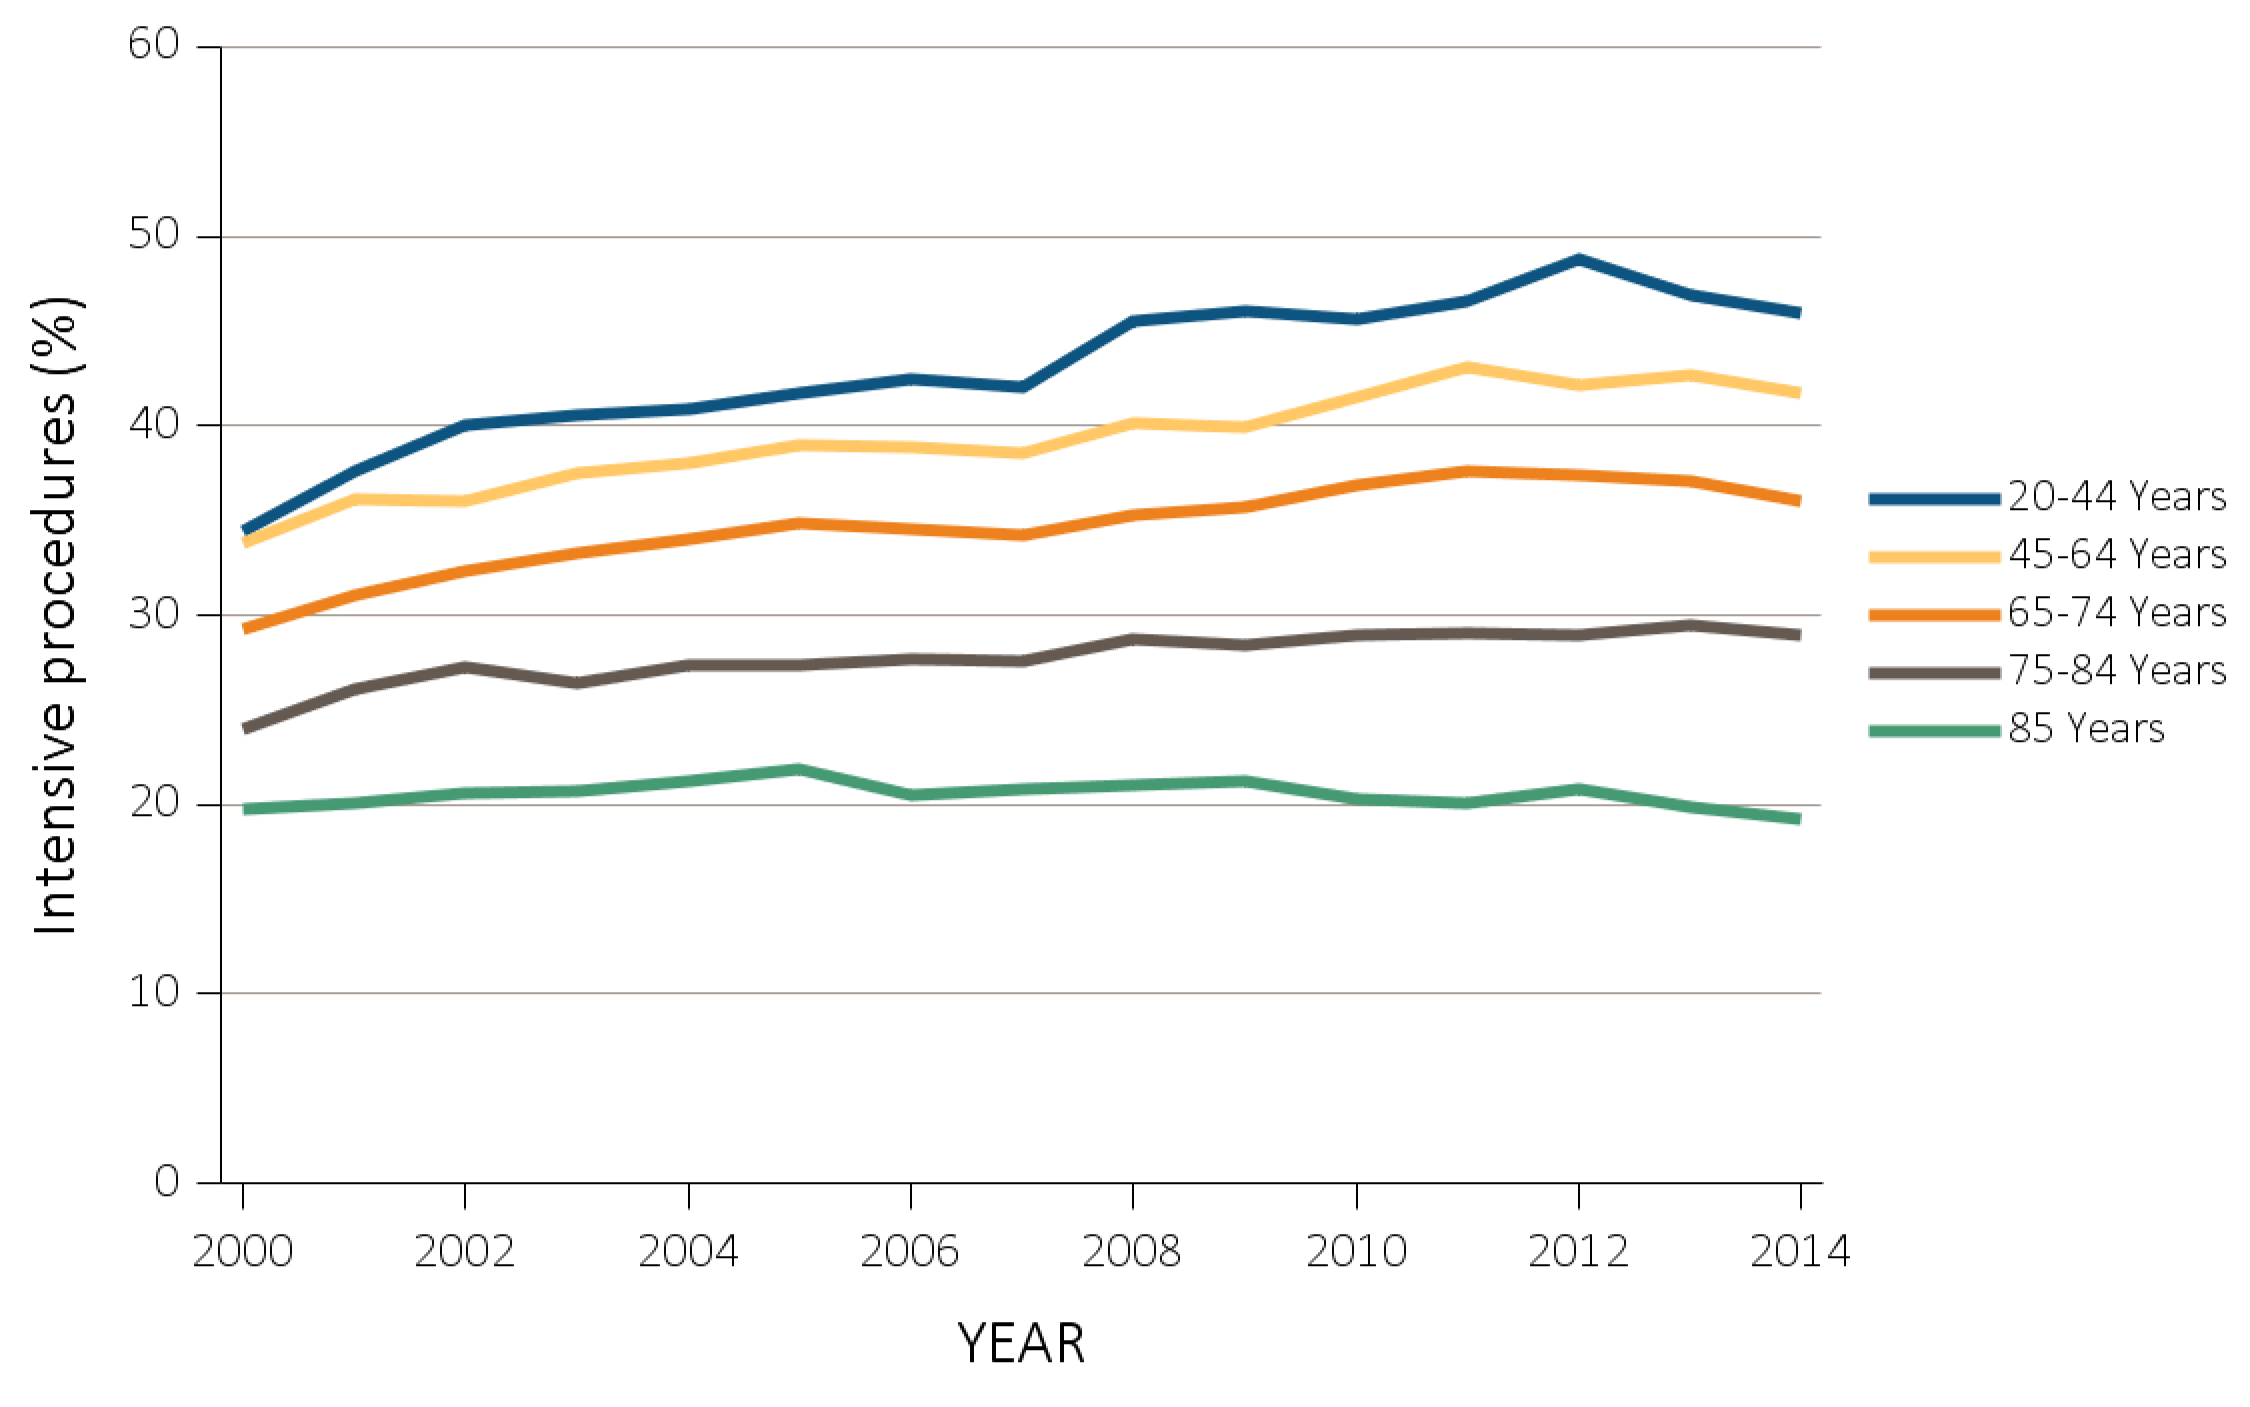 Intensive procedures (%)
60
50
40
30
20
10
0
2000 2002 2004 2006 2008 2010 2012 2014
YEAR
20-44 Years
45-64 Years
65-74 Years
75-84 Years
85 Years